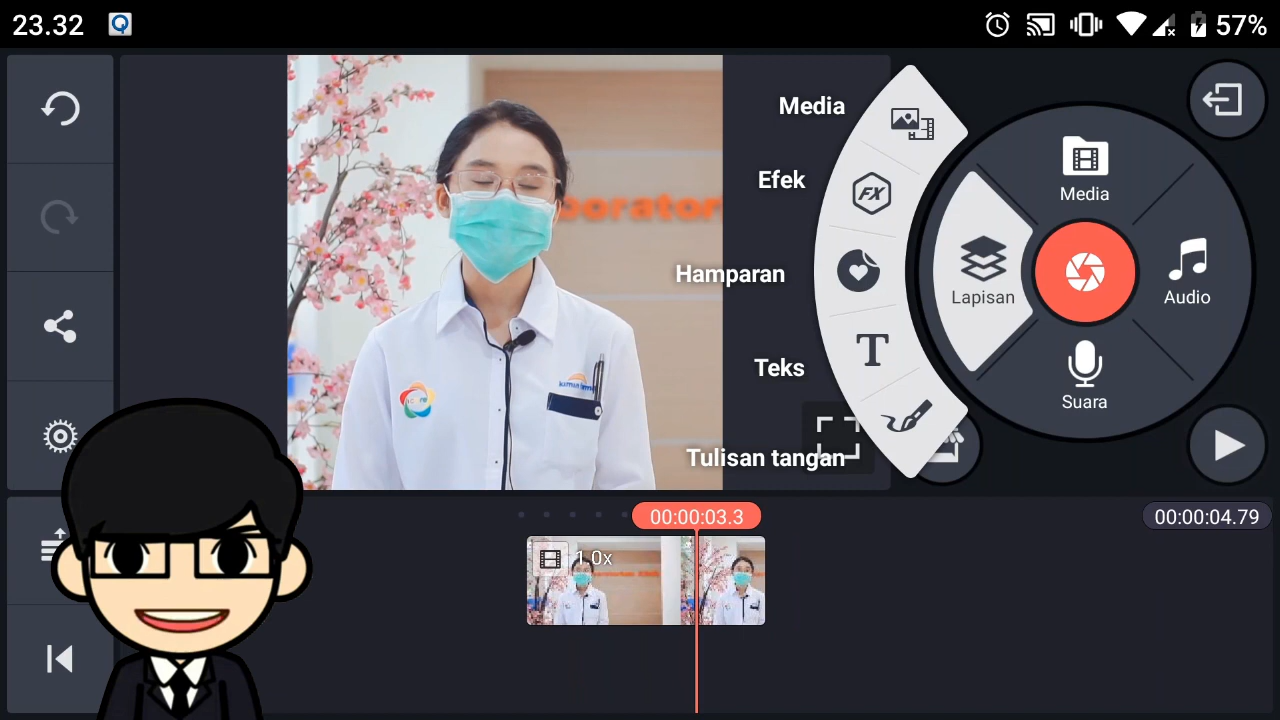 23.32
57%
Media
Efek
Hamparan
Teks
Tulisan tangan
Media
Lapisan
Audio
Suara
FX
T
00:00:03.3
00:00:04.79
1.0x